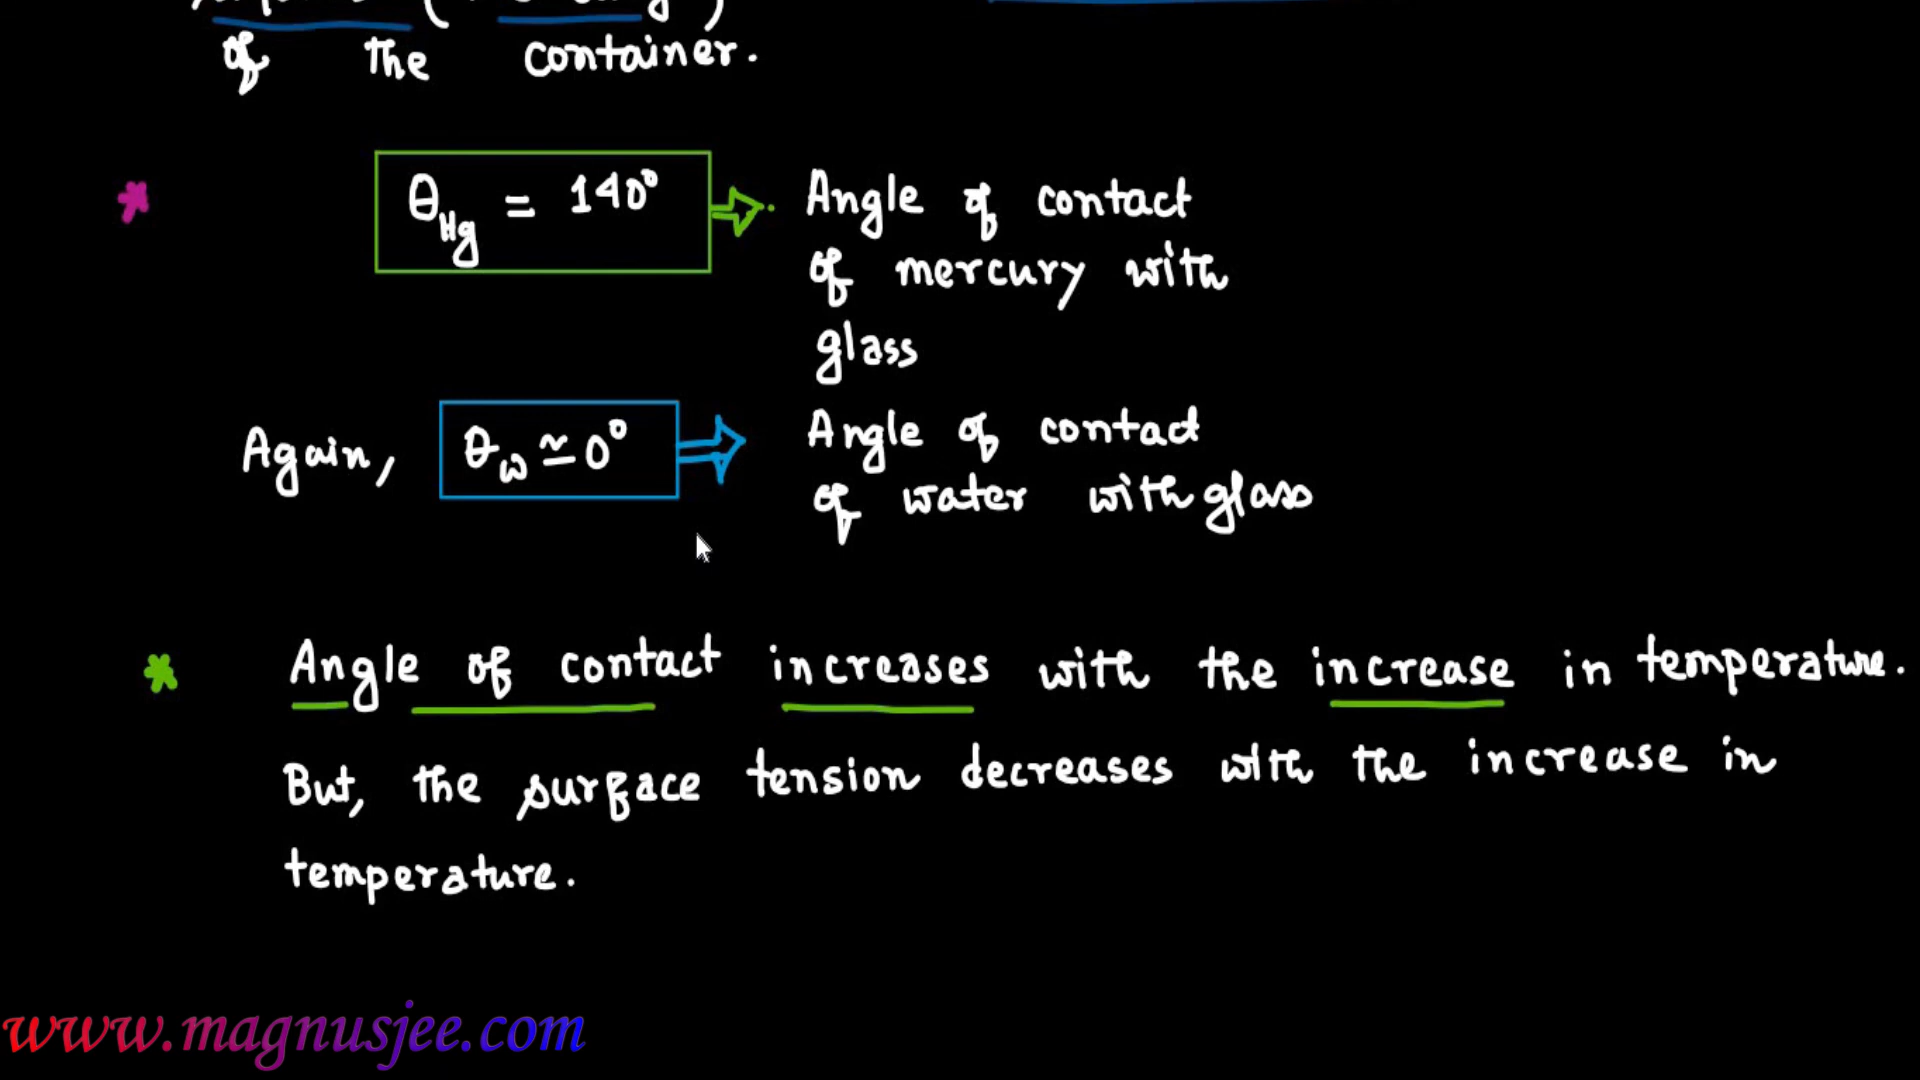 of the container.
θHg = 140° Angle of contact
of mercury with
glass
Again, θw ≃ 0° Angle of contact
of water with glass
Angle of contact increases with the increase in temperature.
But, the surface tension decreases with the increase in
temperature.
www.magnusjee.com